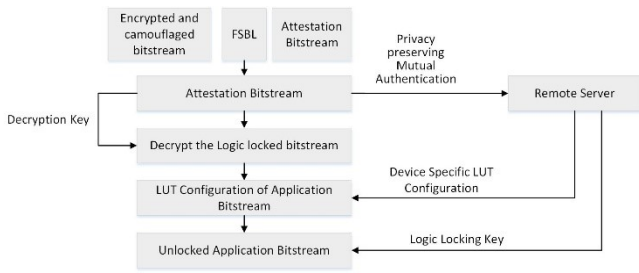 Encrypted and
camouflaged
bitstream
FSBL
Attestation
Bitstream
Privacy
preserving
Mutual
Authentication
Attestation Bitstream
Remote Server
Decryption Key
Decrypt the Logic locked bitstream
Device Specific LUT
Configuration
LUT Configuration of Application
Bitstream
Logic Locking Key
Unlocked Application Bitstream